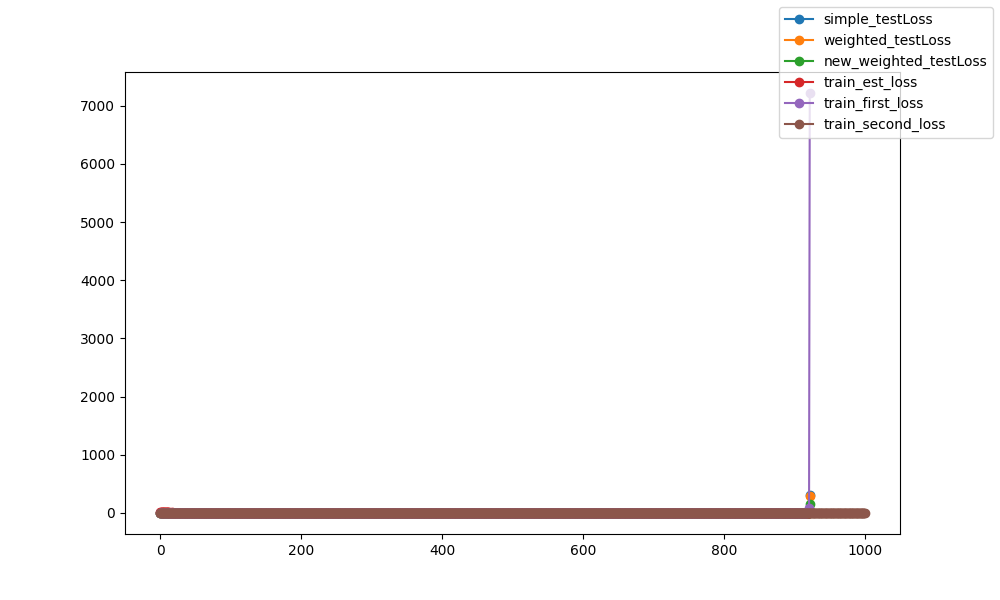 simple_testLoss
weighted_testLoss
new_weighted_testLoss
train_est_loss
train_first_loss
train_second_loss
7000
6000
5000
4000
3000
2000
1000
0
0 200 400 600 800 1000